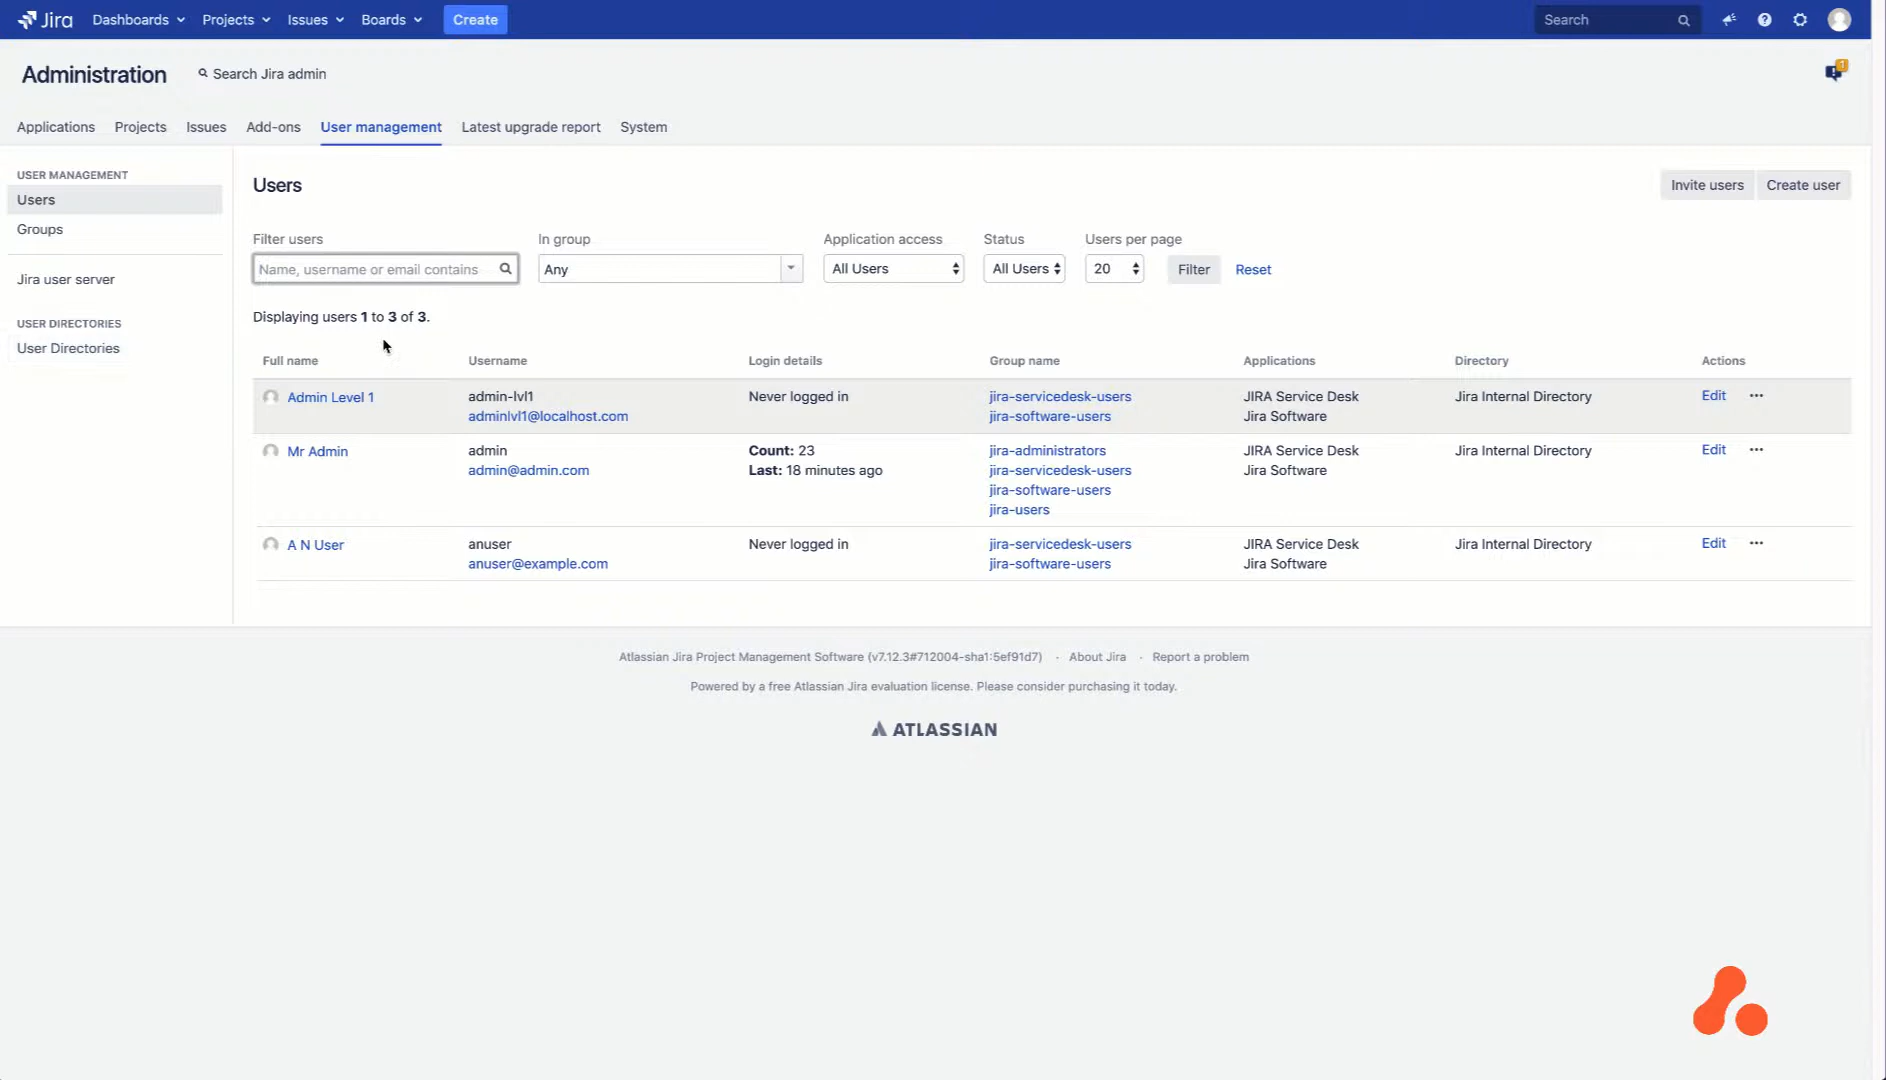 Jira Dashboards Projects Issues Boards Create Search
Administration Search Jira admin
1
Applications Projects Issues Add-ons User management Latest upgrade report System
USER MANAGEMENT
Users
Groups
Jira user server
USER DIRECTORIES
User Directories
Users
Invite users Create user
Filter users In group Application access Status Users per page
Name, username or email contains Any All Users All Users 20 Filter Reset
Displaying users 1 to 3 of 3.
Full name Username Login details Group name Applications Directory Actions
Admin Level 1 admin-lvl1 Never logged in jira-servicedesk-users JIRA Service Desk Jira Internal Directory Edit •••
adminlvl1@localhost.com jira-software-users Jira Software
Mr Admin admin Count: 23 jira-administrators JIRA Service Desk Jira Internal Directory Edit •••
admin@admin.com Last: 18 minutes ago jira-servicedesk-users Jira Software
jira-software-users
jira-users
A N User anuser Never logged in jira-servicedesk-users JIRA Service Desk Jira Internal Directory Edit •••
anuser@example.com jira-software-users Jira Software
Atlassian Jira Project Management Software (v7.12.3#712004-sha1:5ef91d7) · About Jira · Report a problem
Powered by a free Atlassian Jira evaluation license. Please consider purchasing it today.
ATLASSIAN